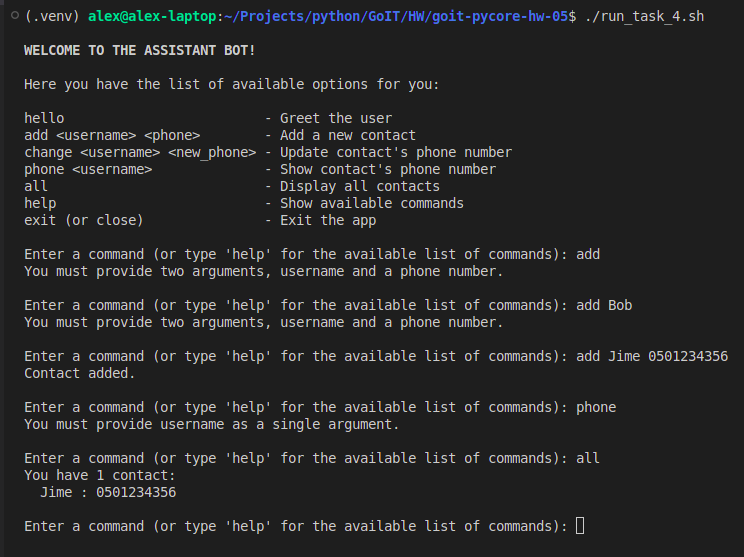 (.venv) alex@alex-laptop:~/Projects/python/GoIT/HW/goit-pycore-hw-05$ ./run_task_4.sh
WELCOME TO THE ASSISTANT BOT!
Here you have the list of available options for you:
hello                         - Greet the user
add <username> <phone>        - Add a new contact
change <username> <new_phone> - Update contact's phone number
phone <username>              - Show contact's phone number
all                           - Display all contacts
help                          - Show available commands
exit (or close)               - Exit the app
Enter a command (or type 'help' for the available list of commands): add
You must provide two arguments, username and a phone number.
Enter a command (or type 'help' for the available list of commands): add Bob
You must provide two arguments, username and a phone number.
Enter a command (or type 'help' for the available list of commands): add Jime 0501234356
Contact added.
Enter a command (or type 'help' for the available list of commands): phone
You must provide username as a single argument.
Enter a command (or type 'help' for the available list of commands): all
You have 1 contact:
  Jime : 0501234356
Enter a command (or type 'help' for the available list of commands):